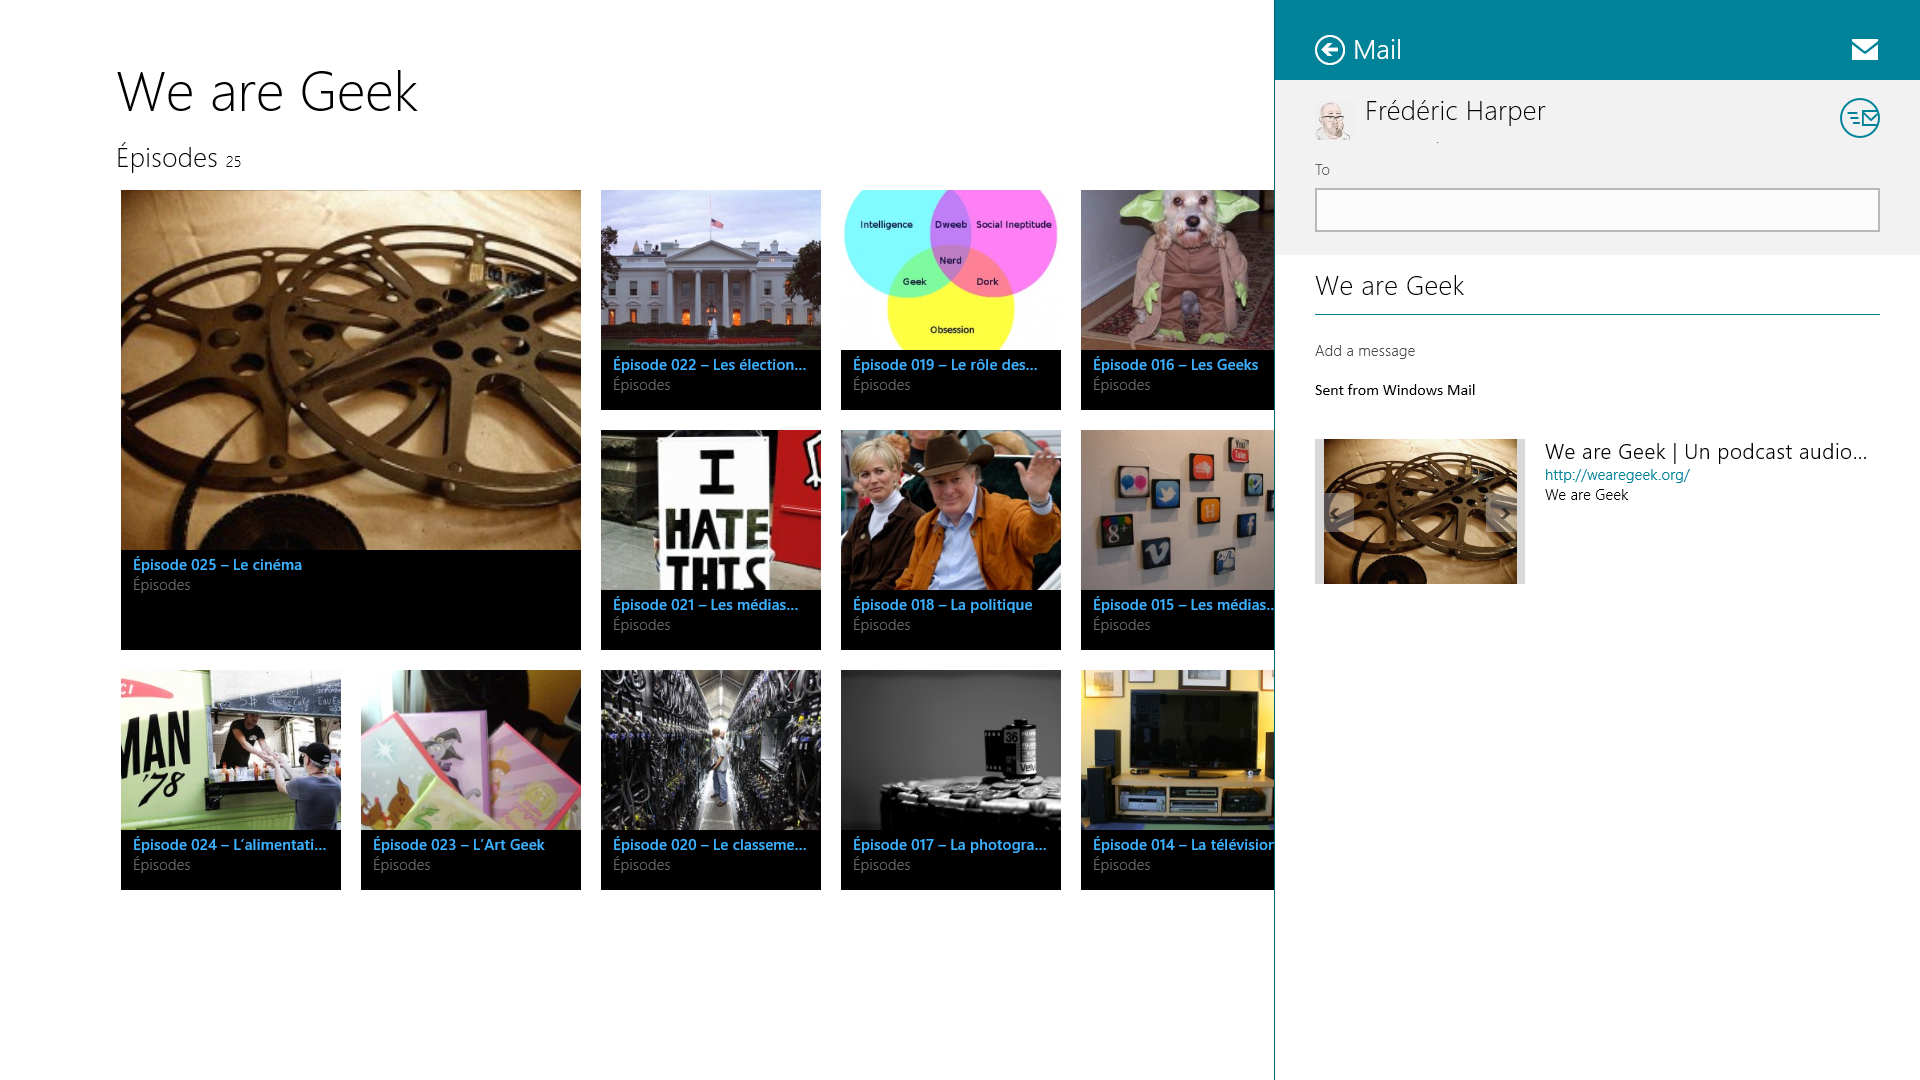 We are Geek
Épisodes 25
Épisode 025 – Le cinéma
Épisodes
MAN
'78
Épisode 024 – L'alimentati...
Épisodes
Épisode 023 – L'Art Geek
Épisodes
Épisode 022 – Les élection...
Épisodes
I
HATE
THIS
Épisode 021 – Les médias...
Épisodes
Épisode 020 – Le classeme...
Épisodes
Intelligence
Dweeb
Social Ineptitude
Nerd
Geek
Dork
Obsession
Épisode 019 – Le rôle des...
Épisodes
Épisode 018 – La politique
Épisodes
36
Épisode 017 – La photogra...
Épisodes
Épisode 016 – Les Geeks
Épisodes
You
Tube
g+
Épisode 015 – Les médias..
Épisodes
Épisode 014 – La télévision
Épisodes
Mail
Frédéric Harper
To
We are Geek
Add a message
Sent from Windows Mail
We are Geek | Un podcast audio...
http://wearegeek.org/
We are Geek